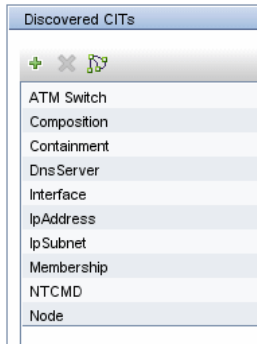 Discovered CITs
ATM Switch
Composition
Containment
DnsServer
Interface
IpAddress
IpSubnet
Membership
NTCMD
Node